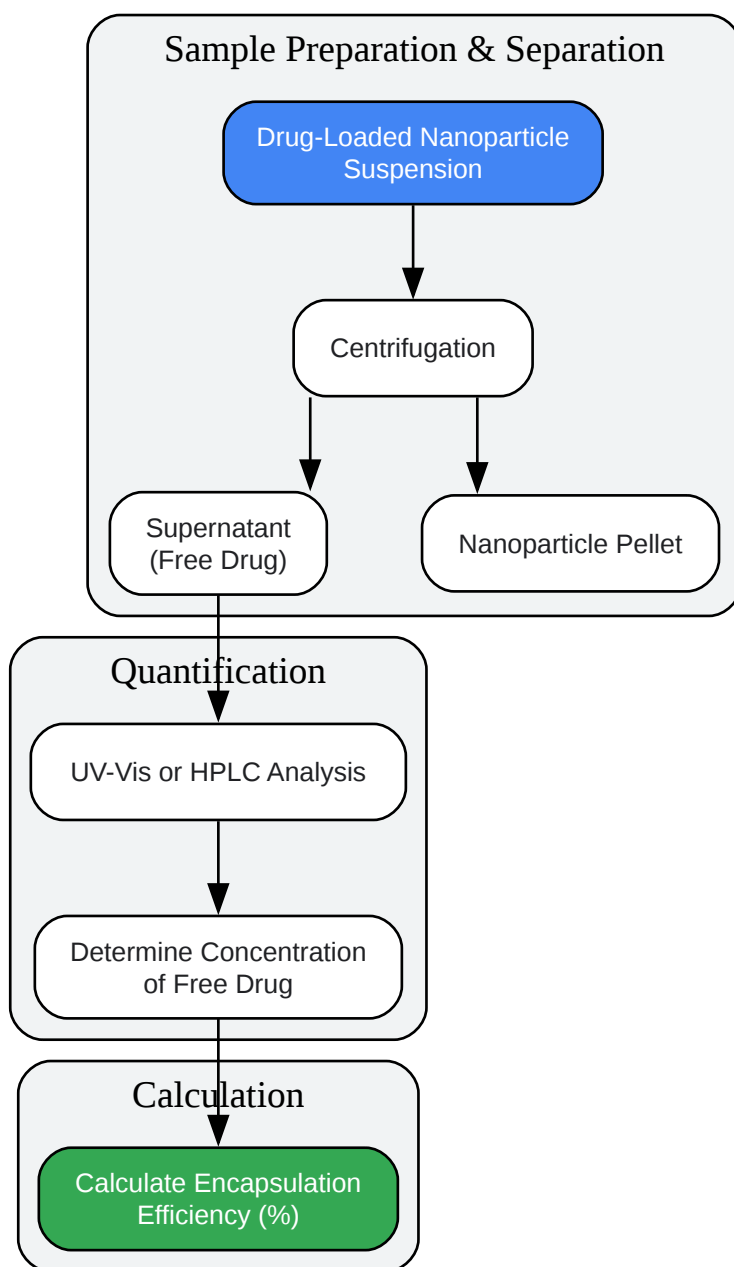 Sample Preparation & Separation
Drug-Loaded Nanoparticle
Suspension
Centrifugation
Supernatant
(Free Drug)
Nanoparticle Pellet
Quantification
UV-Vis or HPLC Analysis
Determine Concentration
of Free Drug
Calculation
Calculate Encapsulation
Efficiency (%)